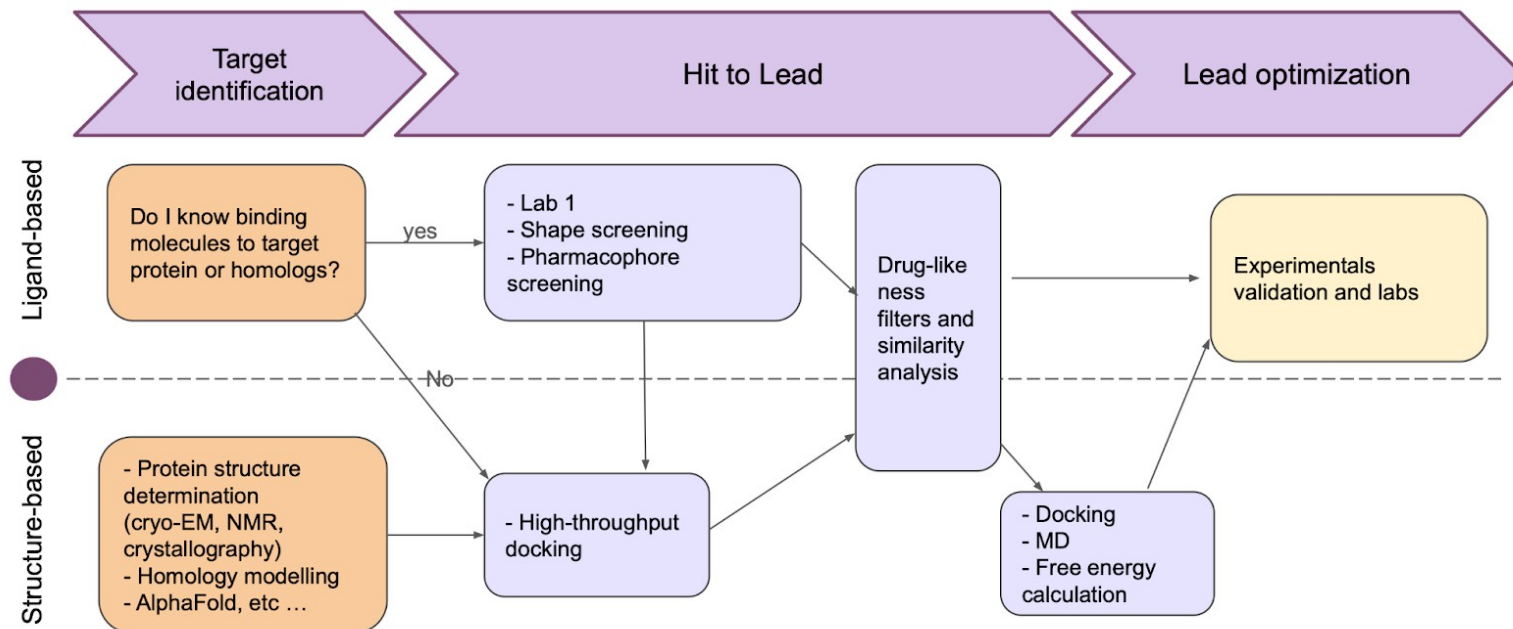 Target
identification
Hit to Lead
Lead optimization
Ligand-based
Do I know binding
molecules to target
protein or homologs?
yes
- Lab 1
- Shape screening
- Pharmacophore
screening
Drug-like
ness
filters and
similarity
analysis
Experimentals
validation and labs
No
Structure-based
- Protein structure
determination
(cryo-EM, NMR,
crystallography)
- Homology modelling
- AlphaFold, etc …
- High-throughput
docking
- Docking
- MD
- Free energy
calculation